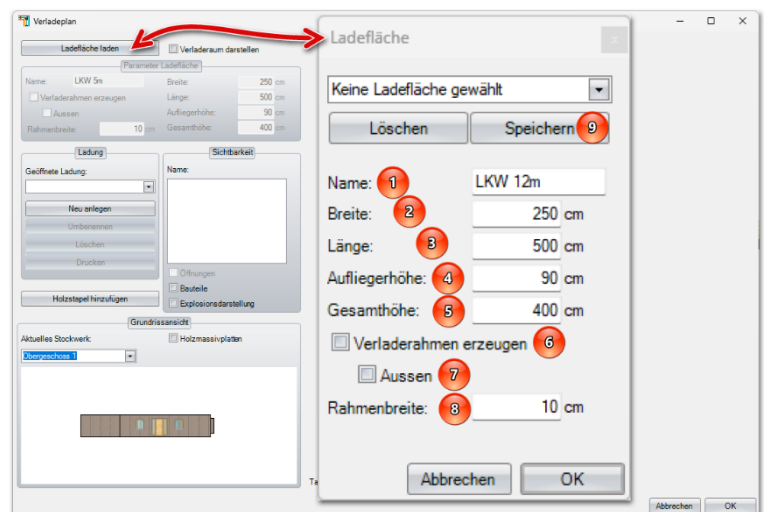 Verladeplan
Ladefläche laden
Verladeraum darstellen
Parameter Ladefläche
Name: LKW 5m
Breite: 250 cm
Verladerahmen erzeugen
Länge: 500 cm
Aussen
Aufliegerhöhe: 90 cm
Rahmenbreite: 10 cm
Gesamthöhe: 400 cm
Ladung
Geöffnete Ladung:
Neu anlegen
Umbenennen
Löschen
Drucken
Holzstapel hinzufügen
Sichtbarkeit
Name:
Öffnungen
Bauteile
Explosionsdarstellung
Grundrissansicht
Aktuelles Stockwerk:
Holzmassivplatten
Obergeschoss 1
Ladefläche
x
Keine Ladefläche gewählt
Löschen
Speichern 9
Name: 1 LKW 12m
Breite: 2 250 cm
Länge: 3 500 cm
Aufliegerhöhe: 4 90 cm
Gesamthöhe: 5 400 cm
Verladerahmen erzeugen 6
Aussen 7
Rahmenbreite: 8 10 cm
Abbrechen OK
Ta
Abbrechen OK